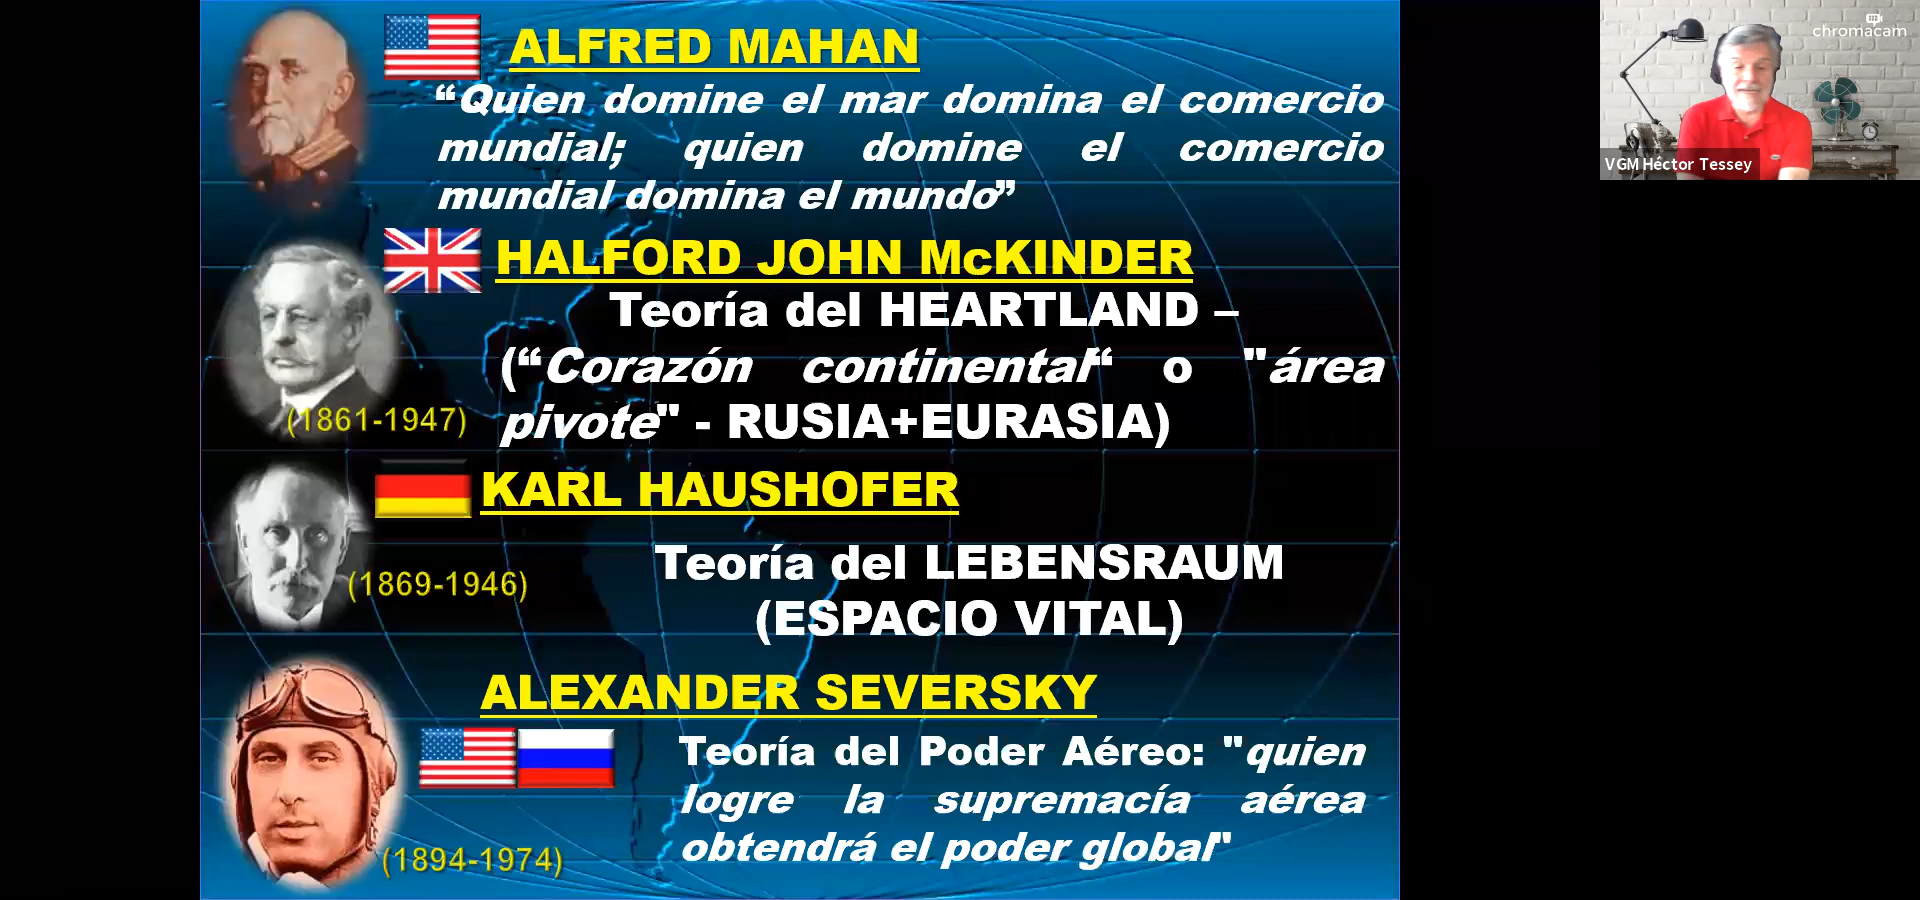 ALFRED MAHAN
“Quien domine el mar domina el comercio
mundial; quien domine el comercio
mundial domina el mundo”
HALFORD JOHN McKINDER
Teoría del HEARTLAND –
(“Corazón continental“ o "área
pivote" - RUSIA+EURASIA)
(1861-1947)
KARL HAUSHOFER
Teoría del LEBENSRAUM
(ESPACIO VITAL)
(1869-1946)
ALEXANDER SEVERSKY
Teoría del Poder Aéreo: "quien
logre la supremacía aérea
obtendrá el poder global"
(1894-1974)
chromacam
VGM Héctor Tessey